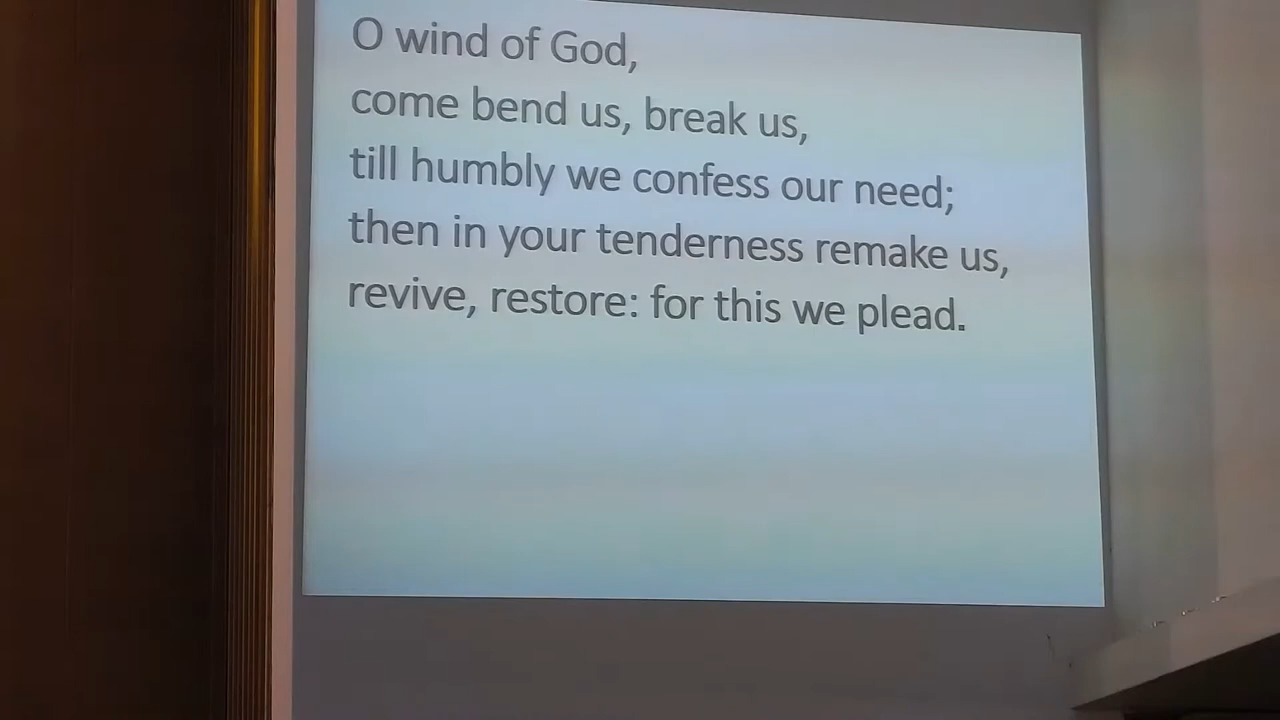 O wind of God,
come bend us, break us,
till humbly we confess our need;
then in your tenderness remake us,
revive, restore: for this we plead.